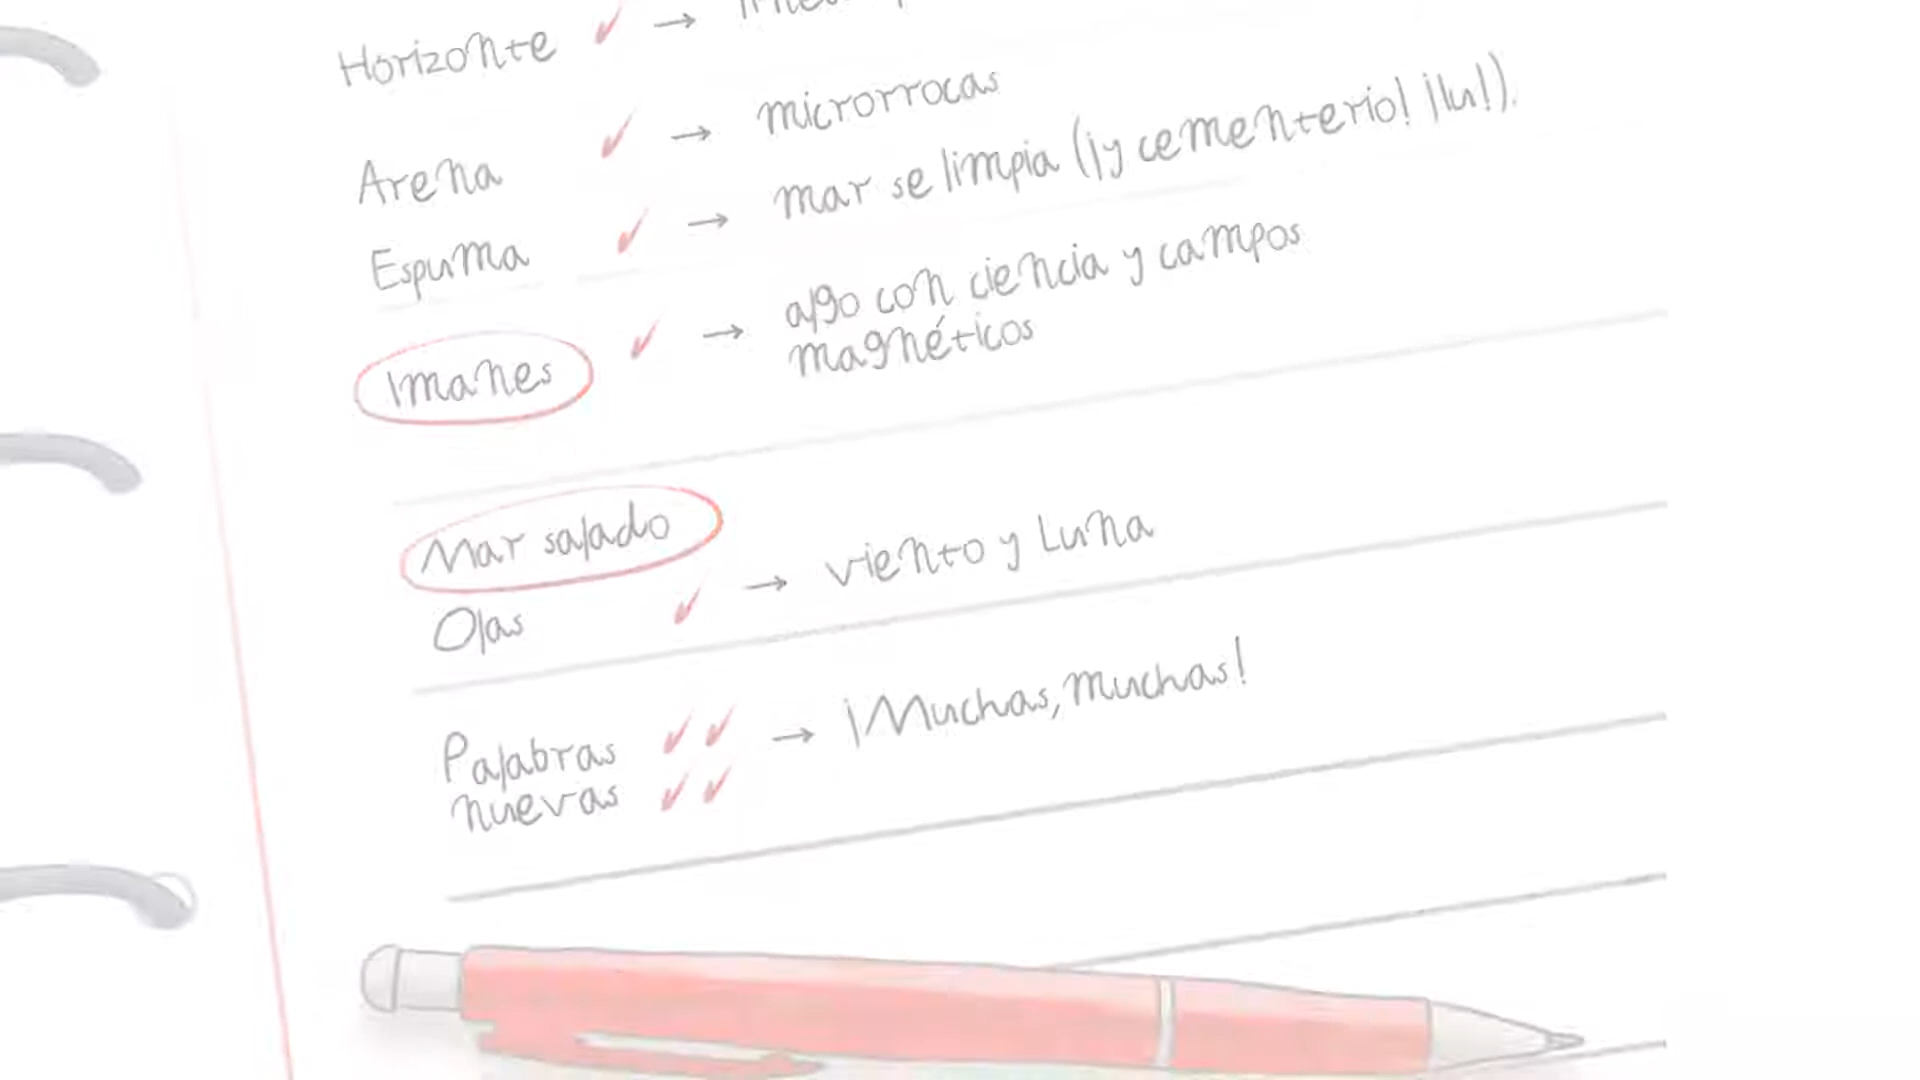 Horizonte ✓ →
Arena ✓ → microrrocas
Espuma ✓ → mar se limpia (¡y cementerio! ¡lu!).
Imanes ✓ → algo con ciencia y campos
magnéticos
Mar salado
Olas ✓ → viento y Luna
Palabras ✓✓ → ¡Muchas, muchas!
nuevas ✓✓